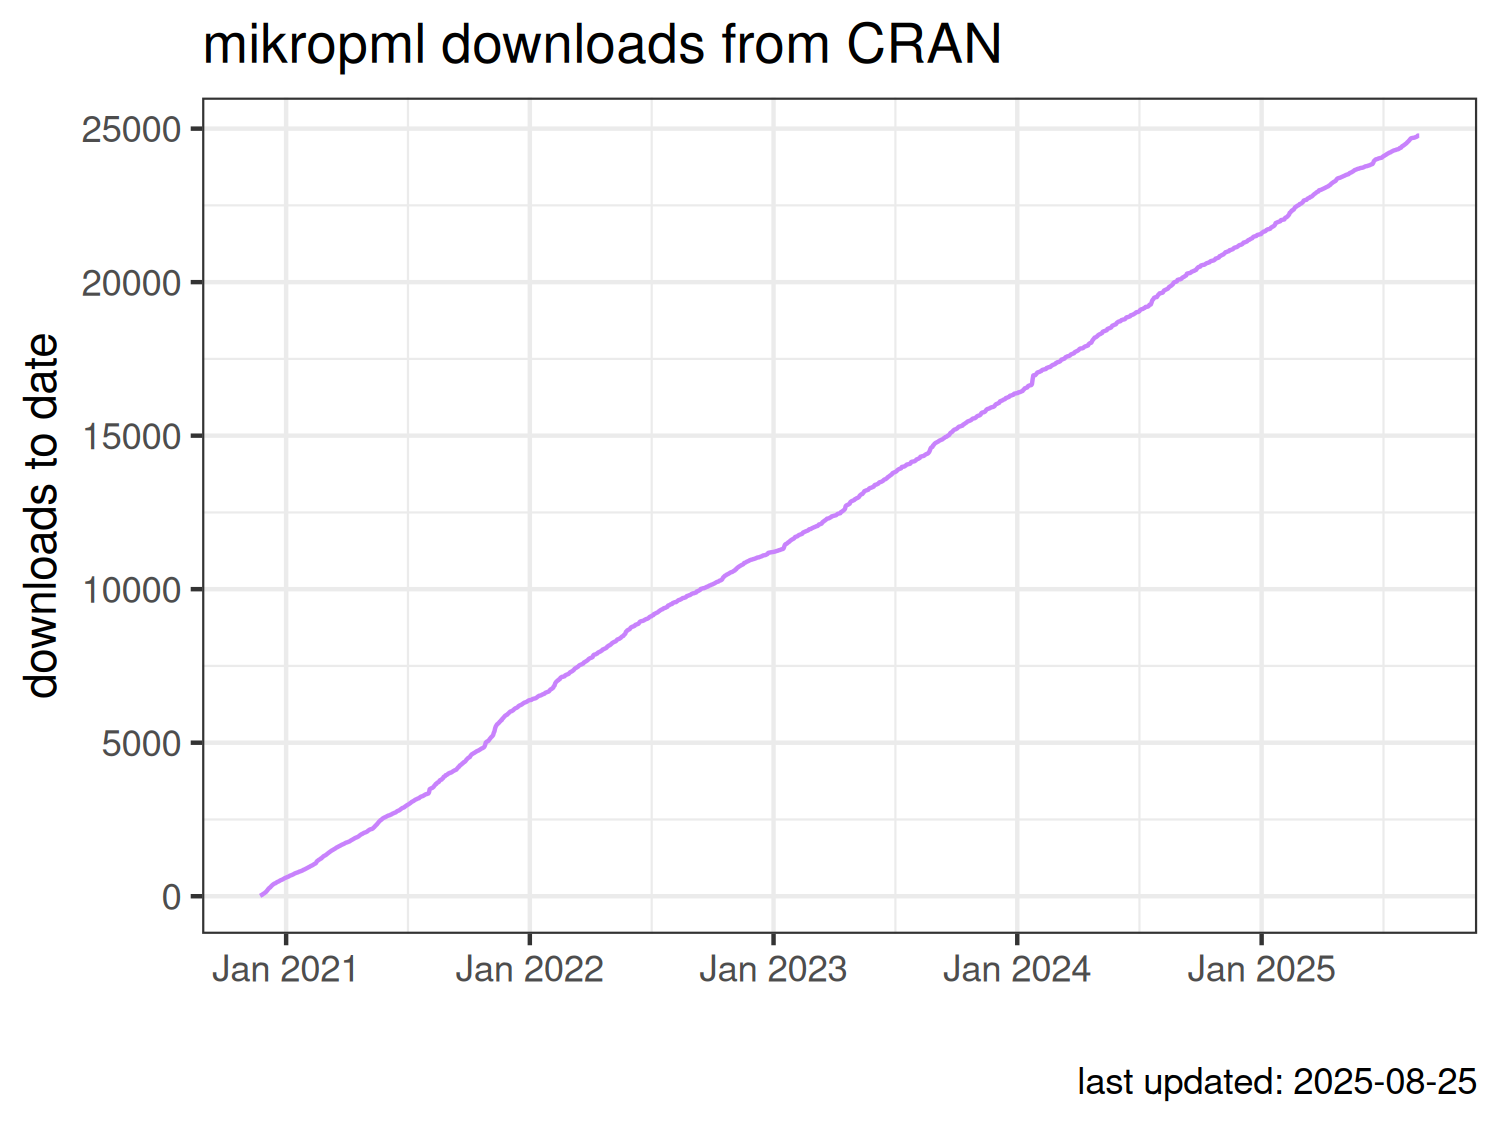 mikropml downloads from CRAN
downloads to date
25000
20000
15000
10000
5000
0
Jan 2021
Jan 2022
Jan 2023
Jan 2024
Jan 2025
last updated: 2025-08-25